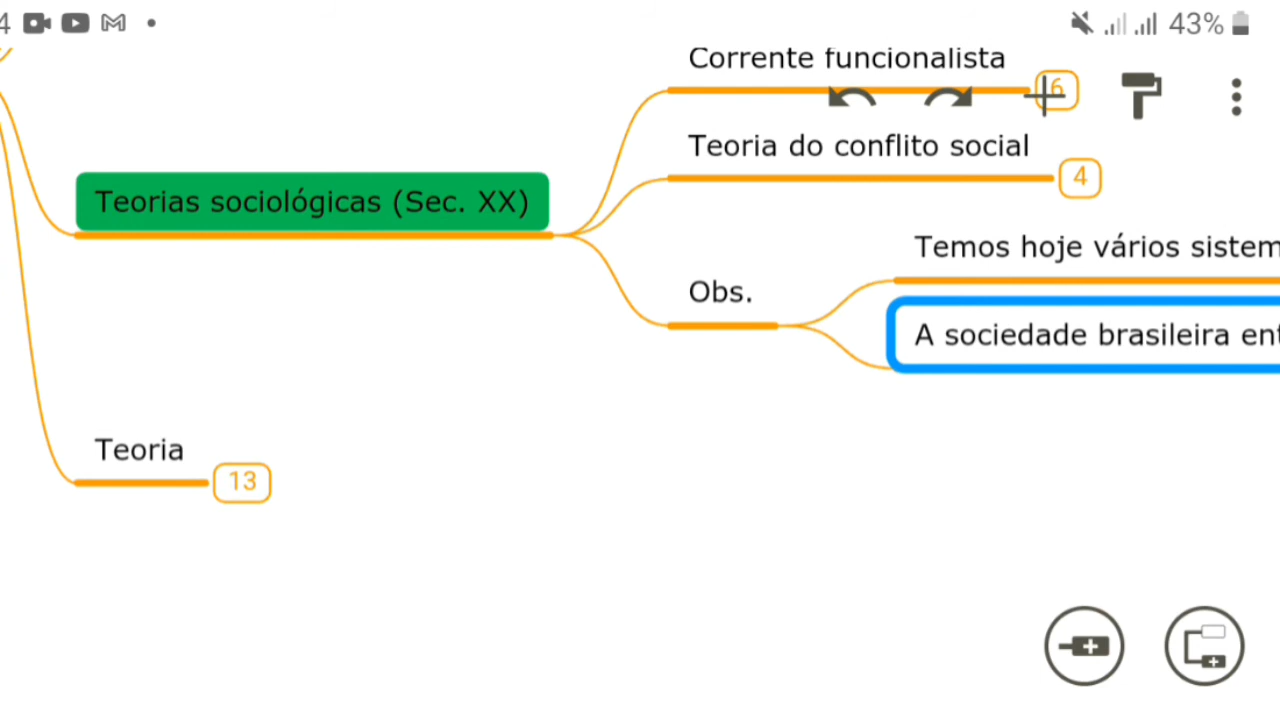 4
43%
Corrente funcionalista
6
Teoria do conflito social
4
Teorias sociológicas (Sec. XX)
Temos hoje vários sistem
Obs.
A sociedade brasileira ent
Teoria
13